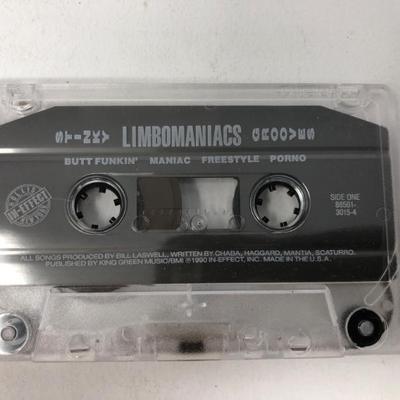 STINKY LIMBOMANIACS GROOVES
BUTT FUNKIN' MANIAC FREESTYLE PORNO
IN-EFFECT
SIDE ONE
88561-
3015-4
ALL SONGS PRODUCED BY BILL LASWELL, WRITTEN BY CHABA, HAGGARD, MANTIA, SCATURRO.
PUBLISHED BY KING GREEN MUSIC/BMI ℗1990 IN-EFFECT, INC. MADE IN THE U.S.A.